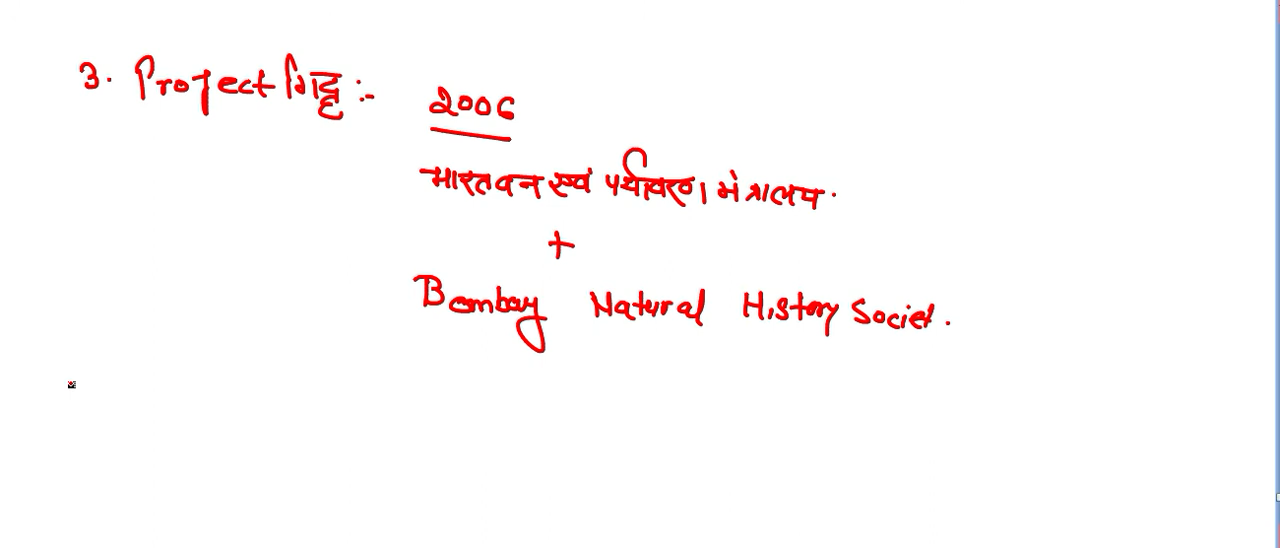 3. Project गिद्द :-
2006
भारत वन एवं पर्यावरण मंत्रालय.
+
Bombay Natural History Societ.